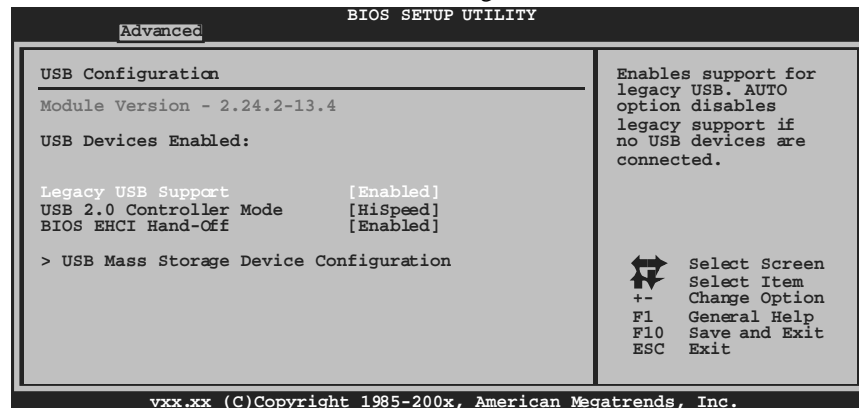 BIOS SETUP UTILITY
Advanced
USB Configuration
Module Version - 2.24.2-13.4
USB Devices Enabled:
Legacy USB Support [Enabled]
USB 2.0 Controller Mode [HiSpeed]
BIOS EHCI Hand-Off [Enabled]
> USB Mass Storage Device Configuration
Enables support for
legacy USB. AUTO
option disables
legacy support if
no USB devices are
connected.
Select Screen
Select Item
+- Change Option
F1 General Help
F10 Save and Exit
ESC Exit
vxx.xx (C)Copyright 1985-200x, American Megatrends, Inc.